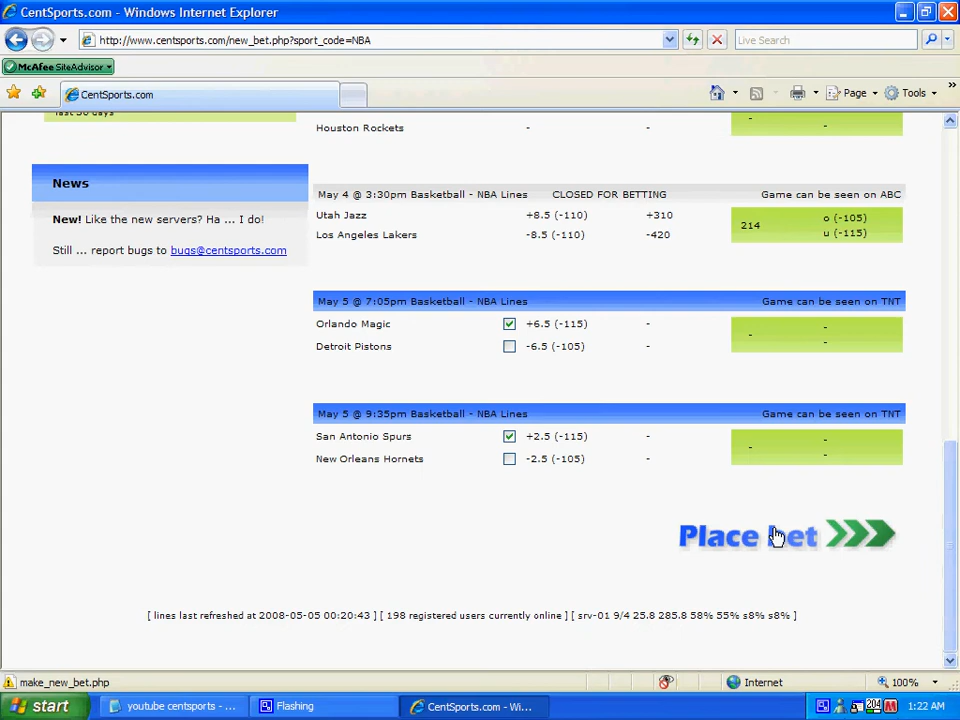 CentSports.com - Windows Internet Explorer
http://www.centsports.com/new_bet.php?sport_code=NBA
Live Search
McAfee SiteAdvisor
CentSports.com
Page
Tools
last 30 days
Houston Rockets - -
-
-
News
New! Like the new servers? Ha ... I do!
Still ... report bugs to bugs@centsports.com
May 4 @ 3:30pm Basketball - NBA Lines CLOSED FOR BETTING Game can be seen on ABC
Utah Jazz +8.5 (-110) +310
Los Angeles Lakers -8.5 (-110) -420
214
o (-105)
u (-115)
May 5 @ 7:05pm Basketball - NBA Lines Game can be seen on TNT
Orlando Magic +6.5 (-115) -
Detroit Pistons -6.5 (-105) -
-
-
-
May 5 @ 9:35pm Basketball - NBA Lines Game can be seen on TNT
San Antonio Spurs +2.5 (-115) -
New Orleans Hornets -2.5 (-105) -
-
-
-
Place bet
[ lines last refreshed at 2008-05-05 00:20:43 ] [ 198 registered users currently online ] [ srv-01 9/4 25.8 285.8 58% 55% s8% s8% ]
make_new_bet.php
Internet
100%
start
youtube centsports - ...
Flashing
CentSports.com - Wi...
204
1:22 AM